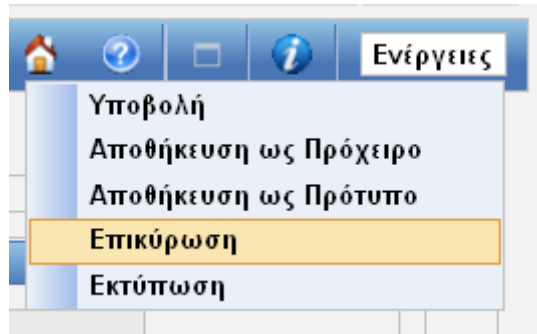 Ενέργειες
Υποβολή
Αποθήκευση ως Πρόχειρο
Αποθήκευση ως Πρότυπο
Επικύρωση
Εκτύπωση